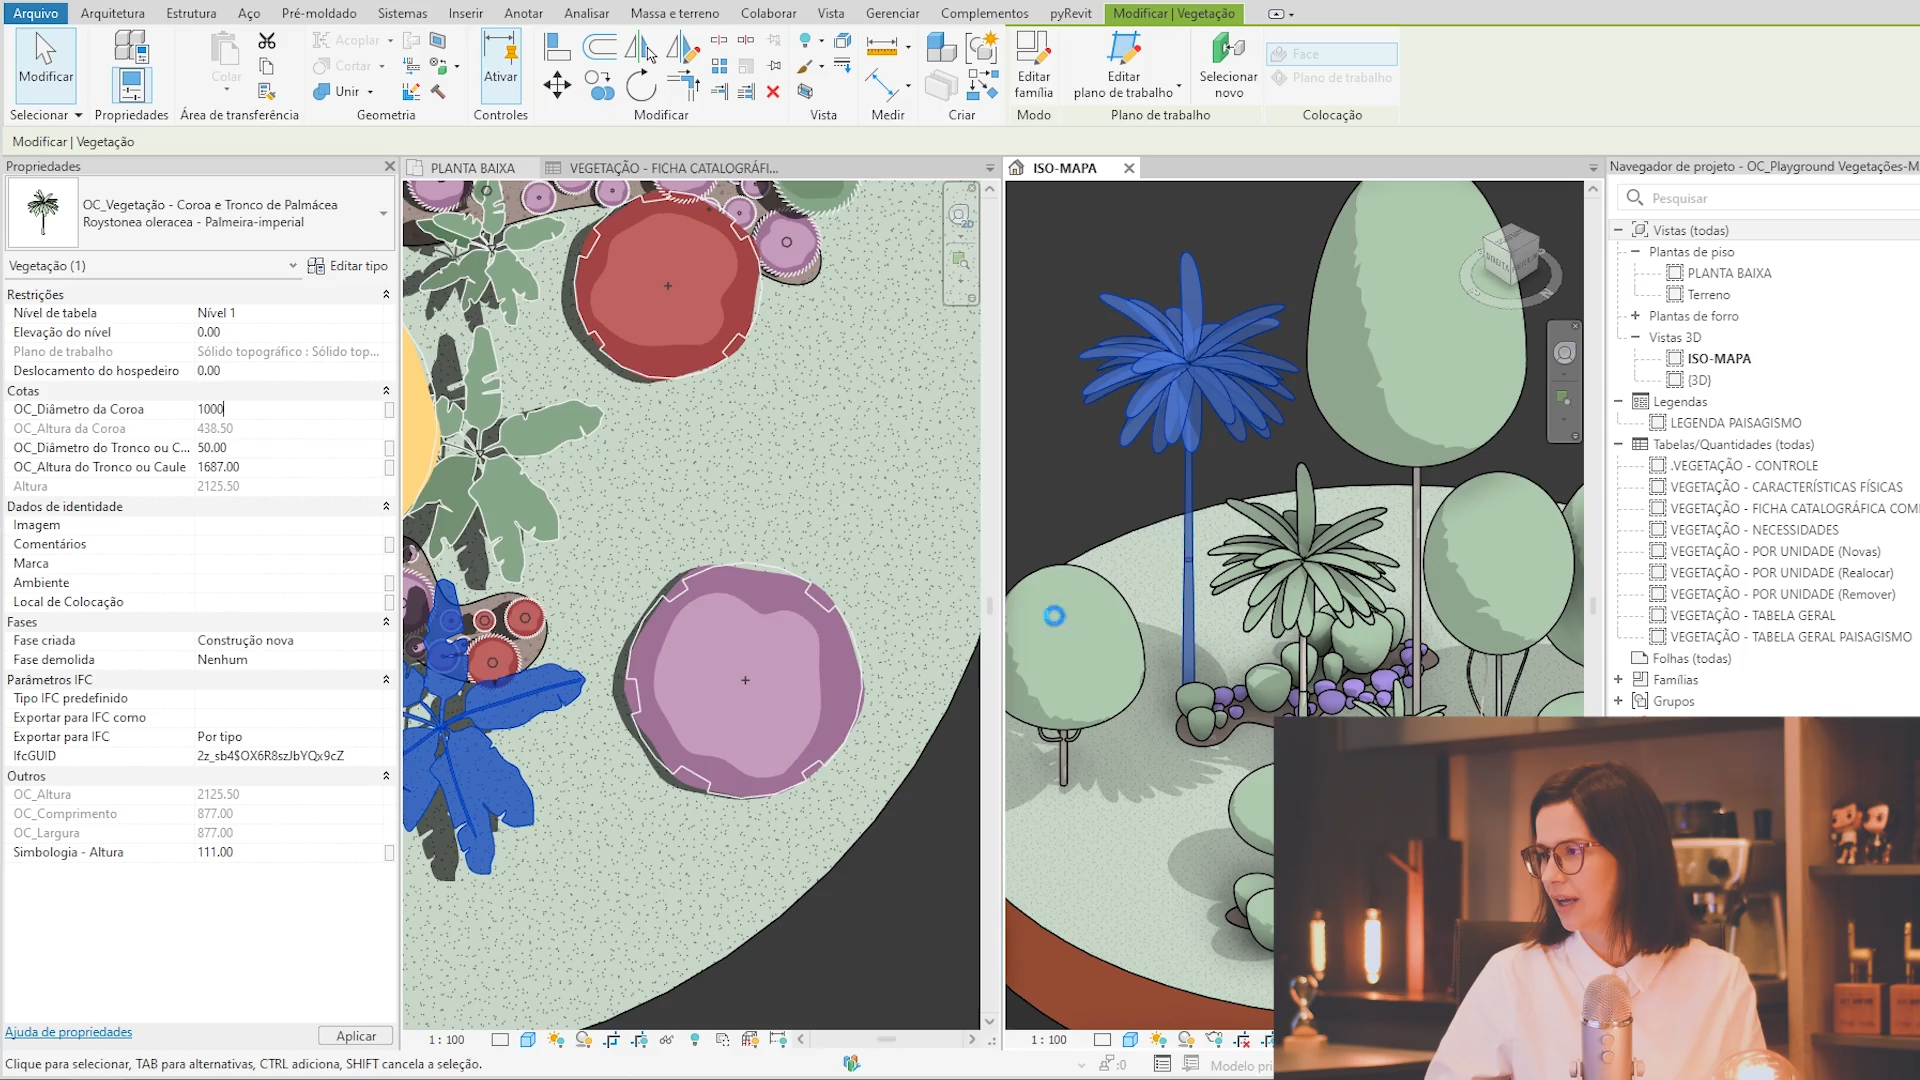 Arquivo Arquitetura Estrutura Aço Pré-moldado Sistemas Inserir Anotar Analisar Massa e terreno Colaborar Vista Gerenciar Complementos pyRevit Modificar | Vegetação
Modificar Colar Acoplar Cortar Unir Ativar Editar família Editar plano de trabalho Selecionar novo Face Plano de trabalho
Selecionar Propriedades Área de transferência Geometria Controles Modificar Vista Medir Criar Modo Plano de trabalho Colocação
Modificar | Vegetação
Propriedades
OC_Vegetação - Coroa e Tronco de Palmácea
Roystonea oleracea - Palmeira-imperial
Vegetação (1) Editar tipo
Restrições
Nível de tabela Nível 1
Elevação do nível 0.00
Plano de trabalho Sólido topográfico : Sólido top...
Deslocamento do hospedeiro 0.00
Cotas
OC_Diâmetro da Coroa 1000
OC_Altura da Coroa 438.50
OC_Diâmetro do Tronco ou C... 50.00
OC_Altura do Tronco ou Caule 1687.00
Altura 2125.50
Dados de identidade
Imagem
Comentários
Marca
Ambiente
Local de Colocação
Fases
Fase criada Construção nova
Fase demolida Nenhum
Parâmetros IFC
Tipo IFC predefinido
Exportar para IFC como
Exportar para IFC Por tipo
IfcGUID 2z_sb4$OX6R8szJbYQx9cZ
Outros
OC_Altura 2125.50
OC_Comprimento 877.00
OC_Largura 877.00
Simbologia - Altura 111.00
Ajuda de propriedades Aplicar
Clique para selecionar, TAB para alternativas, CTRL adiciona, SHIFT cancela a seleção.
PLANTA BAIXA VEGETAÇÃO - FICHA CATALOGRÁFI...
2D
1 : 100
ISO-MAPA
1 : 100
:0
Modelo pri
Navegador de projeto - OC_Playground Vegetações-M
Pesquisar
Vistas (todas)
Plantas de piso
PLANTA BAIXA
Terreno
Plantas de forro
Vistas 3D
ISO-MAPA
{3D}
Legendas
LEGENDA PAISAGISMO
Tabelas/Quantidades (todas)
.VEGETAÇÃO - CONTROLE
VEGETAÇÃO - CARACTERÍSTICAS FÍSICAS
VEGETAÇÃO - FICHA CATALOGRÁFICA COM
VEGETAÇÃO - NECESSIDADES
VEGETAÇÃO - POR UNIDADE (Novas)
VEGETAÇÃO - POR UNIDADE (Realocar)
VEGETAÇÃO - POR UNIDADE (Remover)
VEGETAÇÃO - TABELA GERAL
VEGETAÇÃO - TABELA GERAL PAISAGISMO
Folhas (todas)
Famílias
Grupos